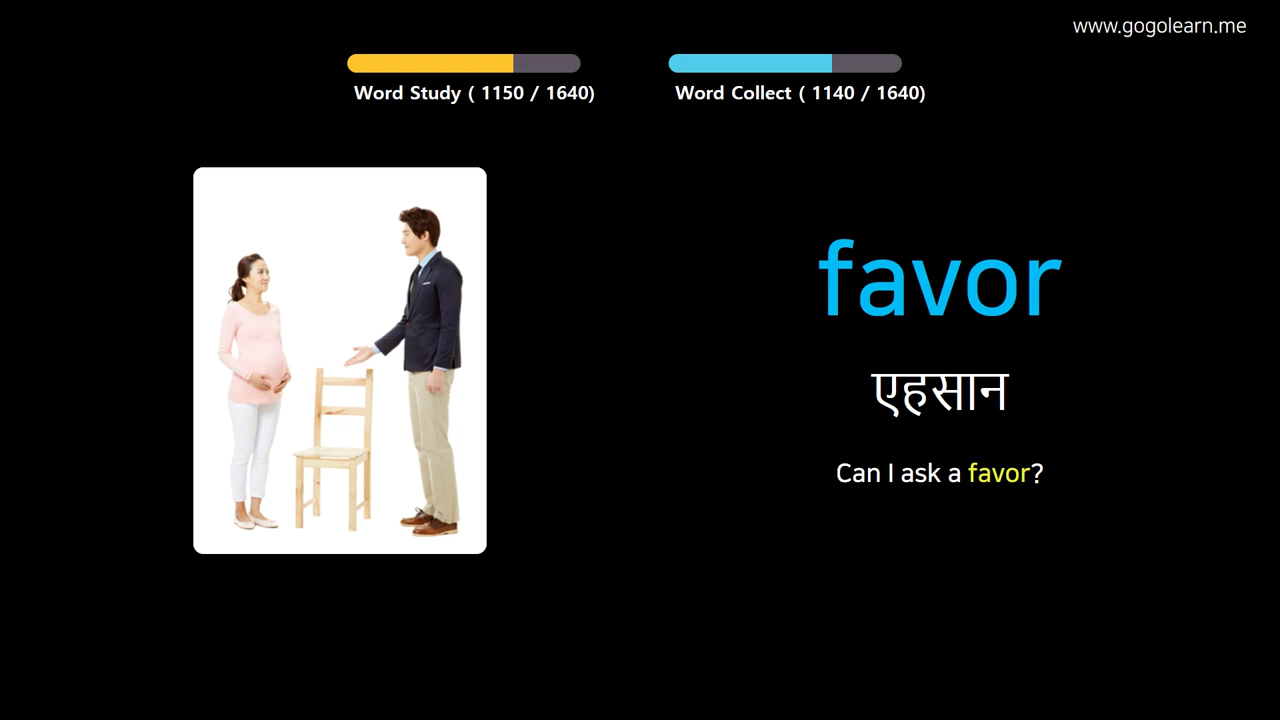 www.gogolearn.me
Word Study ( 1150 / 1640)
Word Collect ( 1140 / 1640)
favor
एहसान
Can I ask a favor?